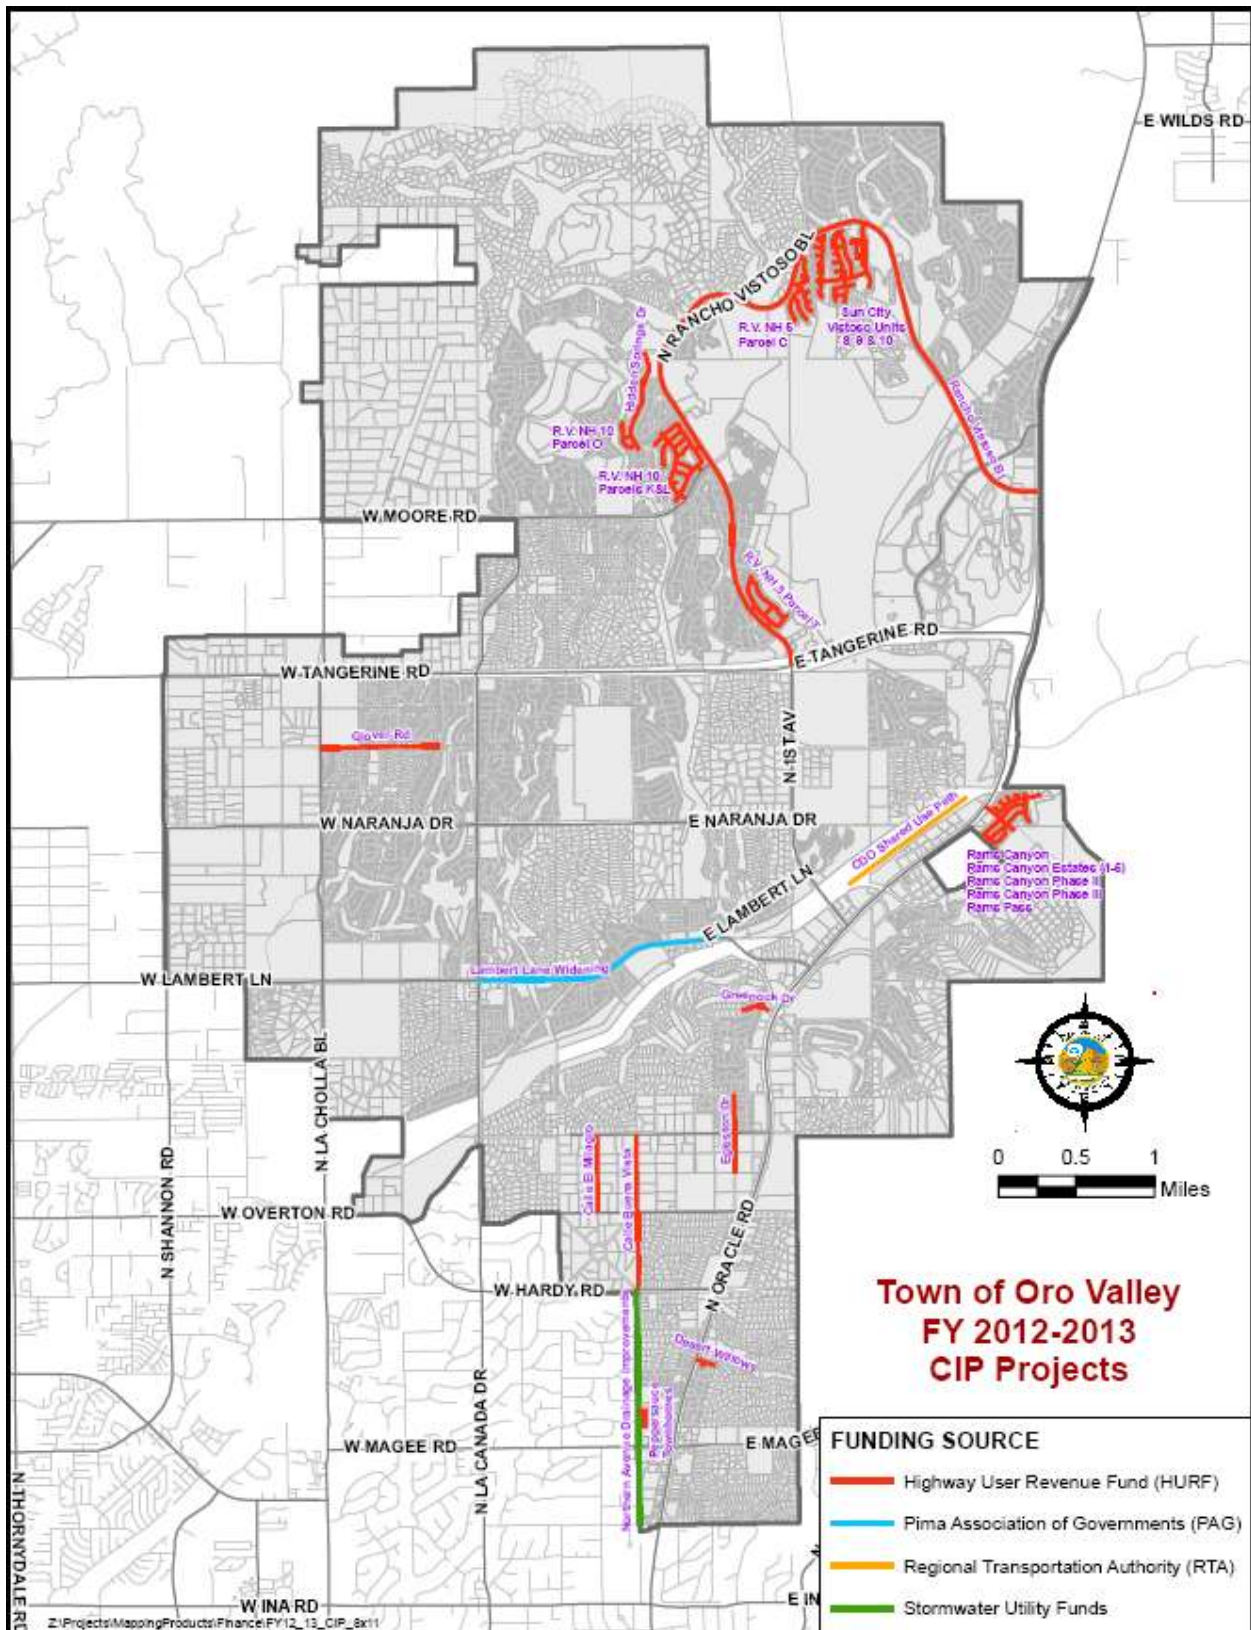 E WILDS RD
N RANCHO VISTOSO BL
Hidden Springs Dr
R.V. NH 5
Parcel C
Sun City
Vistoso Units
8 9 & 10
Rancho Vistoso Bl
R.V. NH 10
Parcel O
R.V. NH 10
Parcels K&L
W MOORE RD
R.V. NH 5 Parcel T
E TANGERINE RD
W TANGERINE RD
Glover Rd
N 1ST AV
W NARANJA DR
E NARANJA DR
CDO Shared Use Path
Rams Canyon
Rams Canyon Estates (1-6)
Rams Canyon Phase II
Rams Canyon Phase III
Rams Pass
E LAMBERT LN
Lambert Lane Widening
W LAMBERT LN
Greenock Dr
N LA CHOLLA BL
Egleston Dr
Calle El Milagro
Calle Buena Vista
0 0.5 1
Miles
N SHANNON RD
W OVERTON RD
N ORACLE RD
W HARDY RD
Town of Oro Valley
FY 2012-2013
CIP Projects
Desert Willows
Northern Avenue Drainage Improvements
Peppersauce
Townhomes
N LA CANADA DR
W MAGEE RD
E MAGEE
N THORNYDALE RD
W INA RD
E IN
FUNDING SOURCE
Highway User Revenue Fund (HURF)
Pima Association of Governments (PAG)
Regional Transportation Authority (RTA)
Stormwater Utility Funds
Z:\Projects\MappingProducts\Finance\FY12_13_CIP_8x11